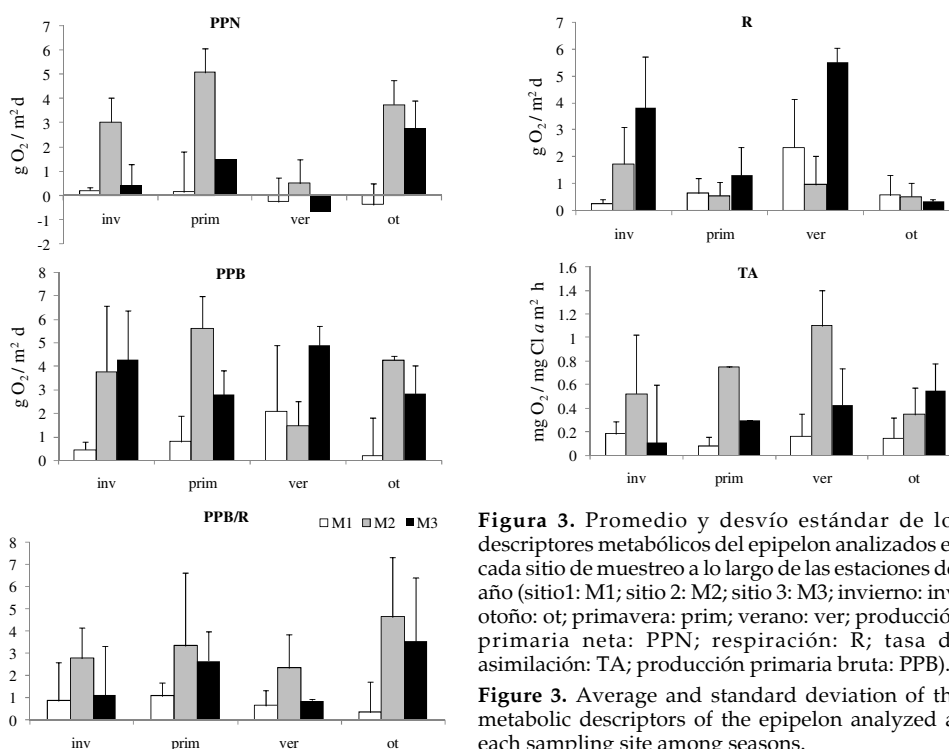 PPN
7
6
5
4
3
2
1
0
-1
-2
g O₂ / m² d
inv prim ver ot
R
7
6
5
4
3
2
1
0
g O₂ / m² d
inv prim ver ot
PPB
8
7
6
5
4
3
2
1
0
g O₂ / m² d
inv prim ver ot
TA
1.6
1.4
1.2
1
0.8
0.6
0.4
0.2
0
mg O₂ / mg Cl a m² h
inv prim ver ot
PPB/R
M1 M2 M3
8
7
6
5
4
3
2
1
0
inv prim ver ot
Figura 3. Promedio y desvío estándar de lo
descriptores metabólicos del epipelon analizados e
cada sitio de muestreo a lo largo de las estaciones de
año (sitio1: M1; sitio 2: M2; sitio 3: M3; invierno: inv
otoño: ot; primavera: prim; verano: ver; producció
primaria neta: PPN; respiración: R; tasa d
asimilación: TA; producción primaria bruta: PPB).
Figure 3. Average and standard deviation of th
metabolic descriptors of the epipelon analyzed a
each sampling site among seasons.